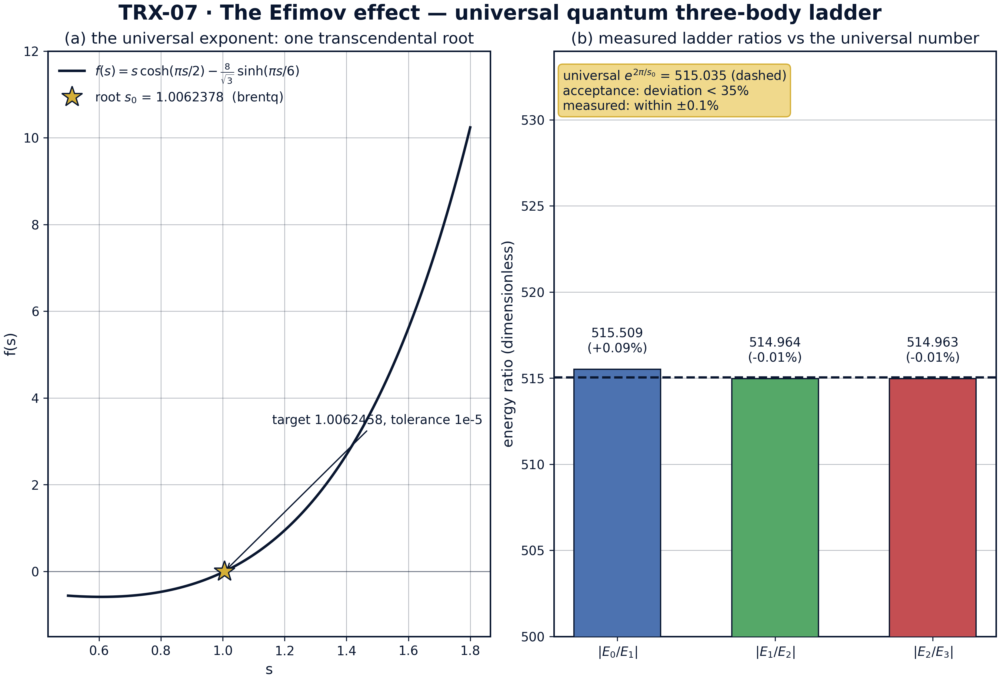 TRX-07 · The Efimov effect — universal quantum three-body ladder
(a) the universal exponent: one transcendental root
f(s) = s cosh(πs/2) − 8/√3 sinh(πs/6)
root s₀ = 1.0062378 (brentq)
target 1.0062458, tolerance 1e-5
f(s)
12
10
8
6
4
2
0
0.6 0.8 1.0 1.2 1.4 1.6 1.8
s
(b) measured ladder ratios vs the universal number
universal e^{2π/s₀} = 515.035 (dashed)
acceptance: deviation < 35%
measured: within ±0.1%
energy ratio (dimensionless)
530
525
520
515
510
505
500
515.509
(+0.09%)
514.964
(-0.01%)
514.963
(-0.01%)
|E₀/E₁| |E₁/E₂| |E₂/E₃|